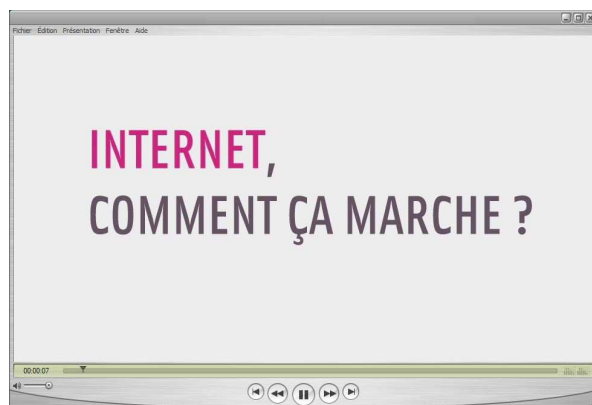 Fichier Édition Présentation Fenêtre Aide
INTERNET,
COMMENT ÇA MARCHE ?
00:00:07